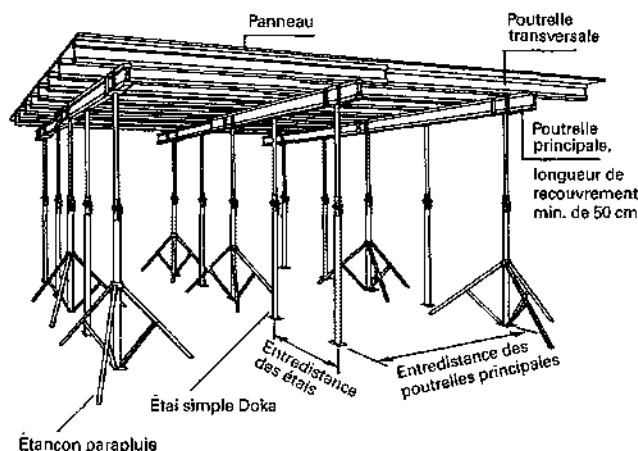 Panneau
Poutrelle
transversale
Poutrelle
principale,
longueur de
recouvrement
min. de 50 cm
Entredistance
des étais
Entredistance des
poutrelles principales
Étai simple Doka
Étançon parapluie